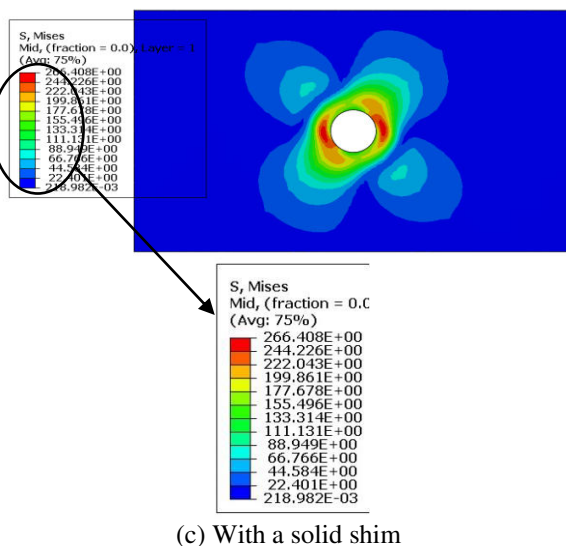 S, Mises
Mid, (fraction = 0.0), Layer = 1
(Avg: 75%)
266.408E+00
244.226E+00
222.043E+00
199.861E+00
177.678E+00
155.496E+00
133.314E+00
111.131E+00
88.949E+00
66.766E+00
44.584E+00
22.401E+00
218.982E-03
S, Mises
Mid, (fraction = 0.0
(Avg: 75%)
266.408E+00
244.226E+00
222.043E+00
199.861E+00
177.678E+00
155.496E+00
133.314E+00
111.131E+00
88.949E+00
66.766E+00
44.584E+00
22.401E+00
218.982E-03
(c) With a solid shim